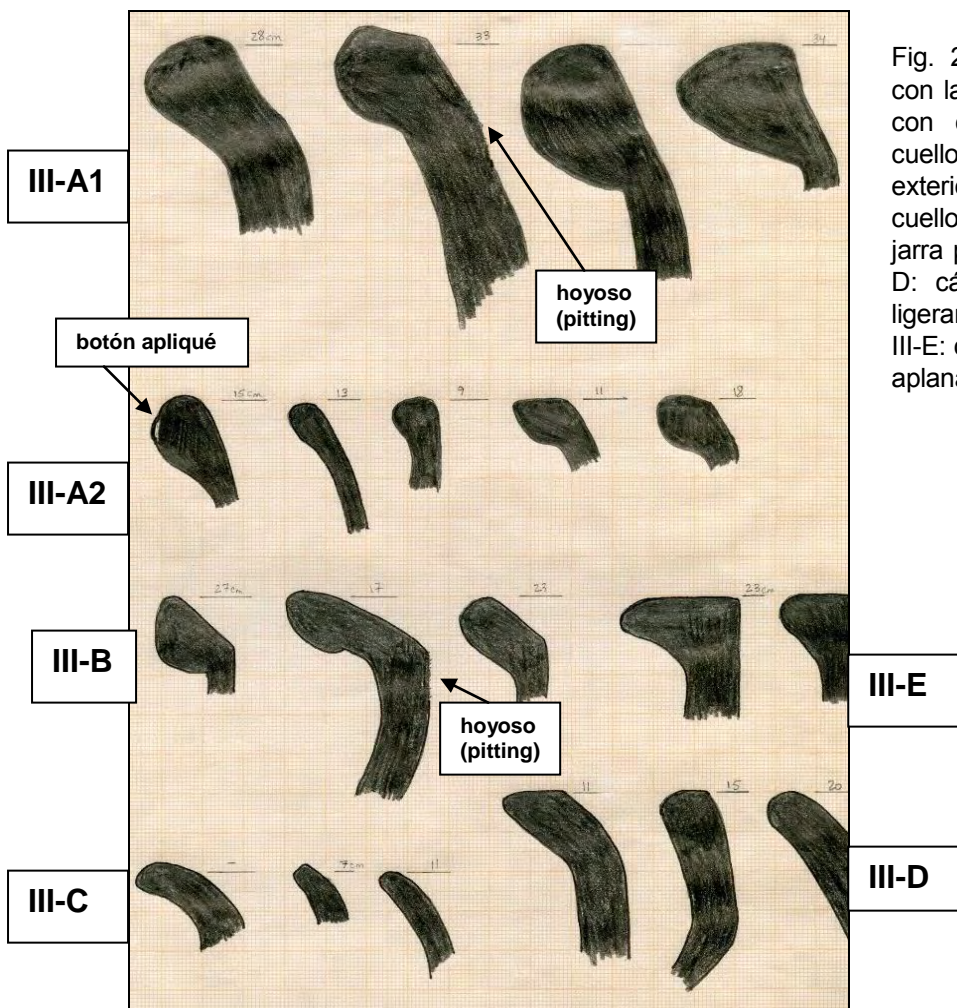 28cm
33
34
III-A1
hoyoso
(pitting)
botón apliqué
15cm
13
9
11
18
III-A2
27cm
17
23
23cm
III-B
hoyoso
(pitting)
III-E
11
15
20
III-D
-
7cm
11
III-C
Fig. 2
con la
con
cuello
exterio
cuello
jarra p
D: cá
ligerar
III-E:
aplana